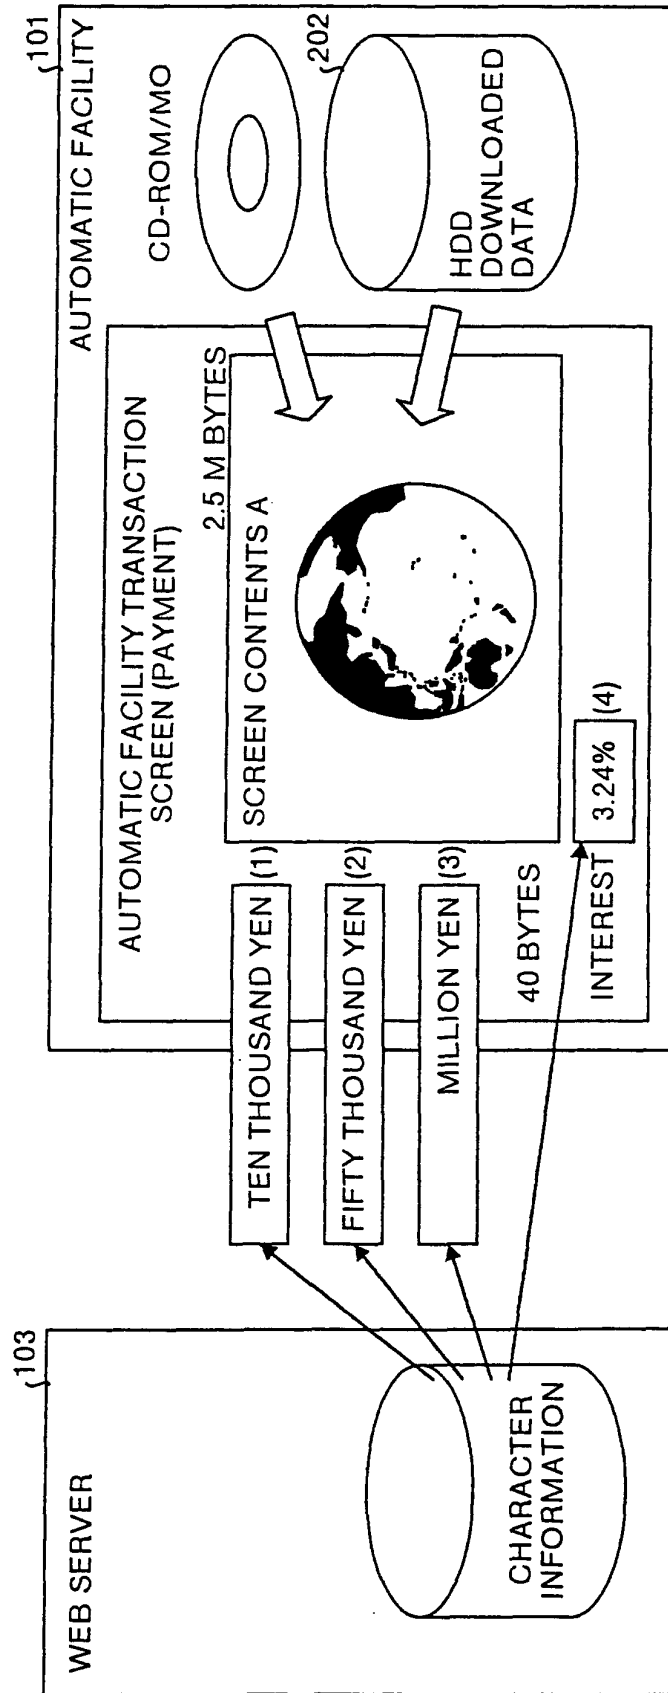 103
WEB SERVER
CHARACTER
INFORMATION
101
AUTOMATIC FACILITY
AUTOMATIC FACILITY TRANSACTION
SCREEN (PAYMENT)
TEN THOUSAND YEN (1)
FIFTY THOUSAND YEN (2)
MILLION YEN (3)
40 BYTES
INTEREST 3.24% (4)
2.5 M BYTES
SCREEN CONTENTS A
CD-ROM/MO
202
HDD
DOWNLOADED
DATA